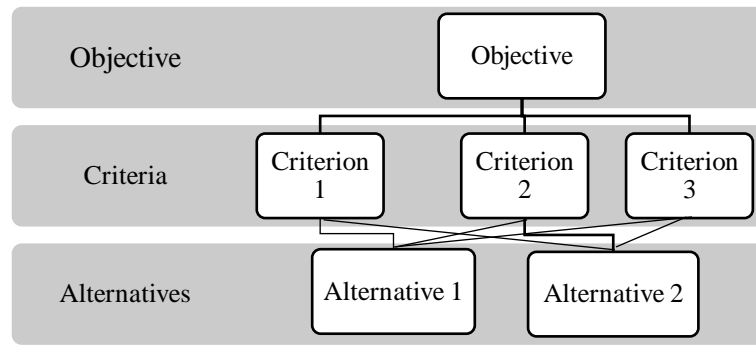 Objective
Objective
Criteria
Criterion
1
Criterion
2
Criterion
3
Alternatives
Alternative 1
Alternative 2